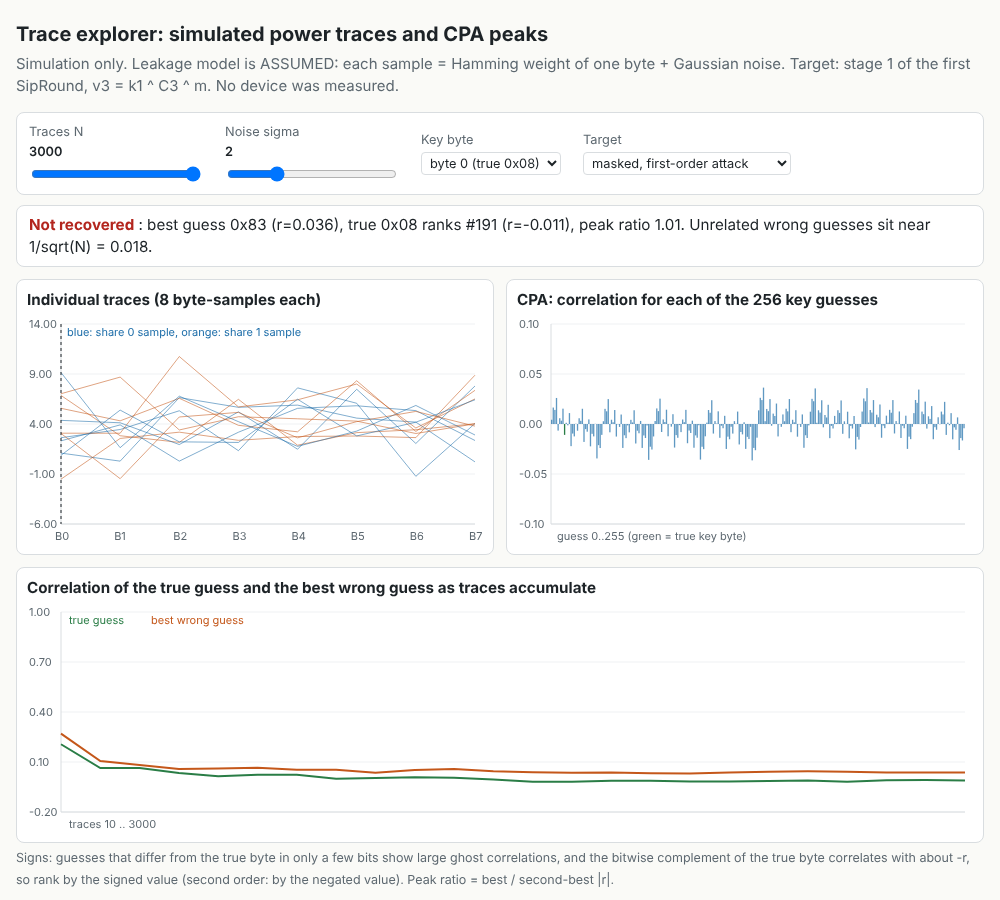 Trace explorer: simulated power traces and CPA peaks
Simulation only. Leakage model is ASSUMED: each sample = Hamming weight of one byte + Gaussian noise. Target: stage 1 of the first
SipRound, v3 = k1 ^ C3 ^ m. No device was measured.
Traces N
3000
Noise sigma
2
Key byte
byte 0 (true 0x08)
Target
masked, first-order attack
Not recovered : best guess 0x83 (r=0.036), true 0x08 ranks #191 (r=-0.011), peak ratio 1.01. Unrelated wrong guesses sit near
1/sqrt(N) = 0.018.
Individual traces (8 byte-samples each)
14.00
blue: share 0 sample, orange: share 1 sample
9.00
4.00
-1.00
-6.00
B0 B1 B2 B3 B4 B5 B6 B7
CPA: correlation for each of the 256 key guesses
0.10
0.05
0.00
-0.05
-0.10
guess 0..255 (green = true key byte)
Correlation of the true guess and the best wrong guess as traces accumulate
1.00
true guess best wrong guess
0.70
0.40
0.10
-0.20
traces 10 .. 3000
Signs: guesses that differ from the true byte in only a few bits show large ghost correlations, and the bitwise complement of the true byte correlates with about -r,
so rank by the signed value (second order: by the negated value). Peak ratio = best / second-best |r|.